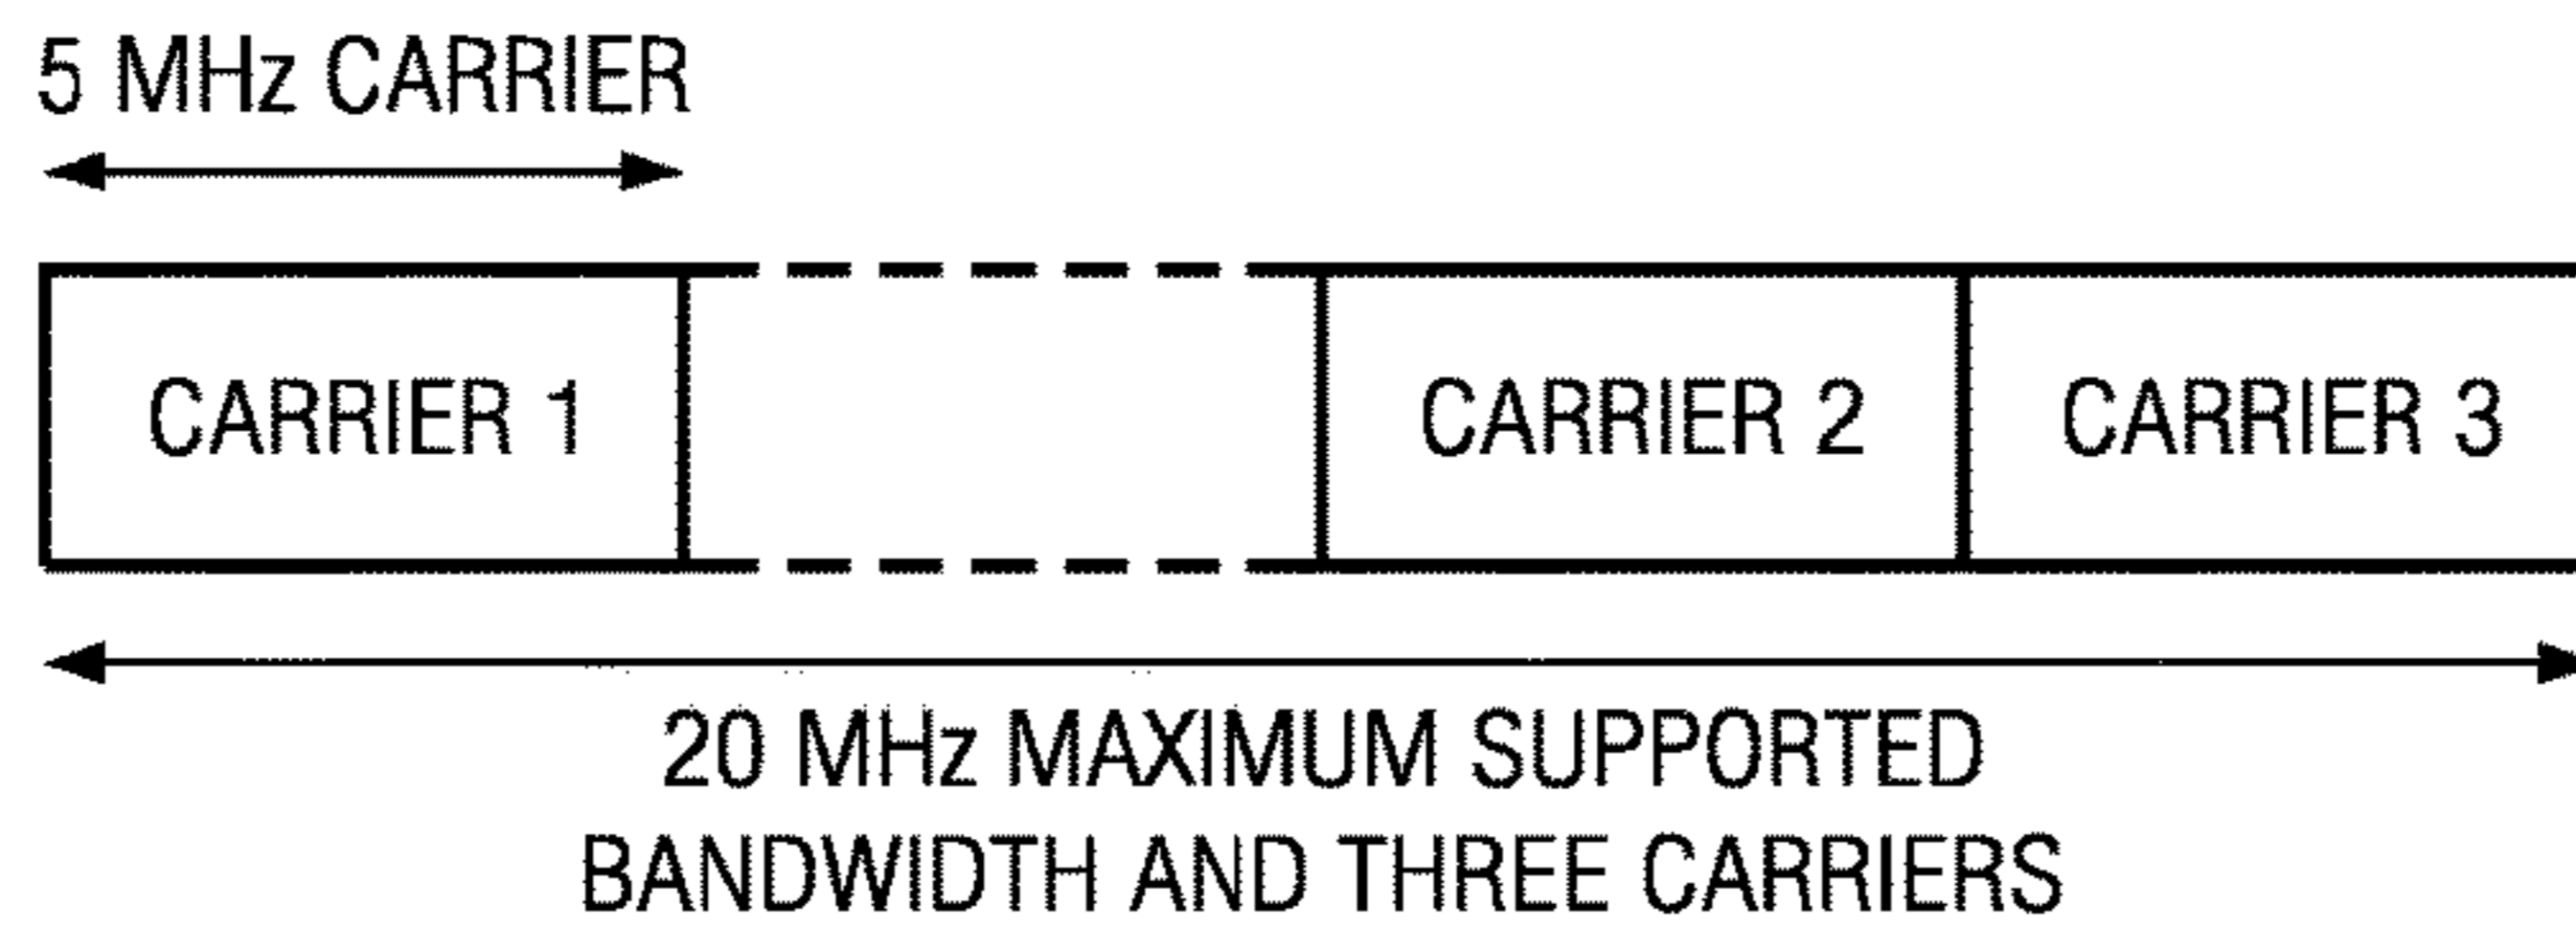 5 MHz CARRIER
CARRIER 1
CARRIER 2
CARRIER 3
20 MHz MAXIMUM SUPPORTED
BANDWIDTH AND THREE CARRIERS